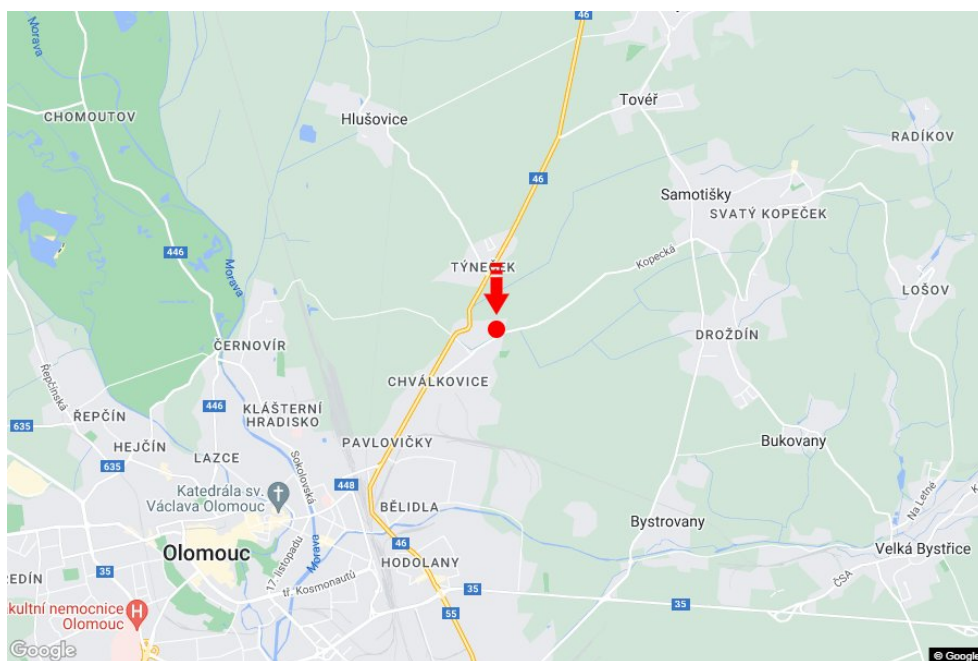 Morava
46
35
Tovéř
Hlušovice
CHOMOUTOV
RADÍKOV
46
Samotišky
SVATÝ KOPEČEK
446
Morava
Kopecká
TÝNEČEK
LOŠOV
DROŽDÍN
ČERNOVÍR
Řepčínská
CHVÁLKOVICE
446
KLÁŠTERNÍ
HRADISKO
ŘEPČÍN
635
HEJČÍN
PAVLOVIČKY
Bukovany
LAZCE
635
Sokolovská
448
Katedrála sv.
Václava Olomouc
BĚLIDLA
Na Letné
Bystrovany
Olomouc
17. listopadu
Morava
46
Velká Bystřice
HODOLANY
ŘEDÍN
35
tř. Kosmonautů
35
ČSA
35
kultní nemocnice
Olomouc
55
Google
© Google